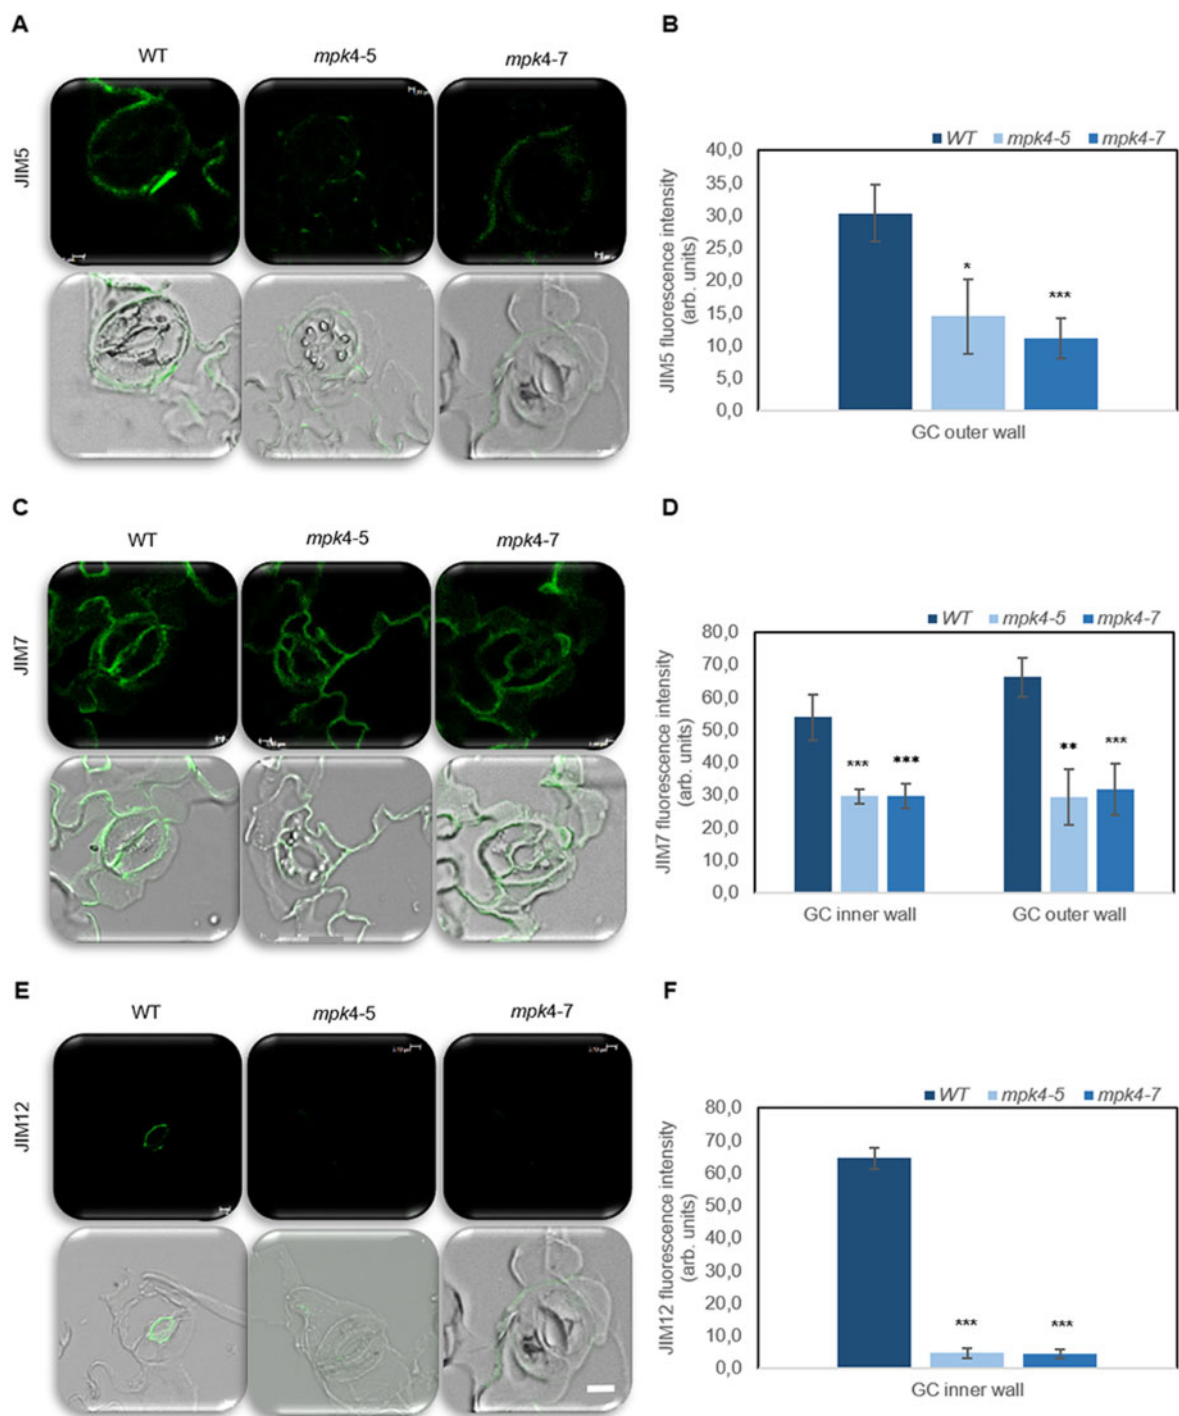 A
WT
mpk4-5
mpk4-7
JIM5
B
WT mpk4-5 mpk4-7
JIM5 fluorescence intensity
(arb. units)
40,0
35,0
30,0
25,0
20,0
15,0
10,0
5,0
0,0
*
***
GC outer wall
C
WT
mpk4-5
mpk4-7
JIM7
D
WT mpk4-5 mpk4-7
JIM7 fluorescence intensity
(arb. units)
80,0
70,0
60,0
50,0
40,0
30,0
20,0
10,0
0,0
*** *** ** ***
GC inner wall GC outer wall
E
WT
mpk4-5
mpk4-7
JIM12
F
WT mpk4-5 mpk4-7
JIM12 fluorescence intensity
(arb. units)
80,0
70,0
60,0
50,0
40,0
30,0
20,0
10,0
0,0
*** ***
GC inner wall